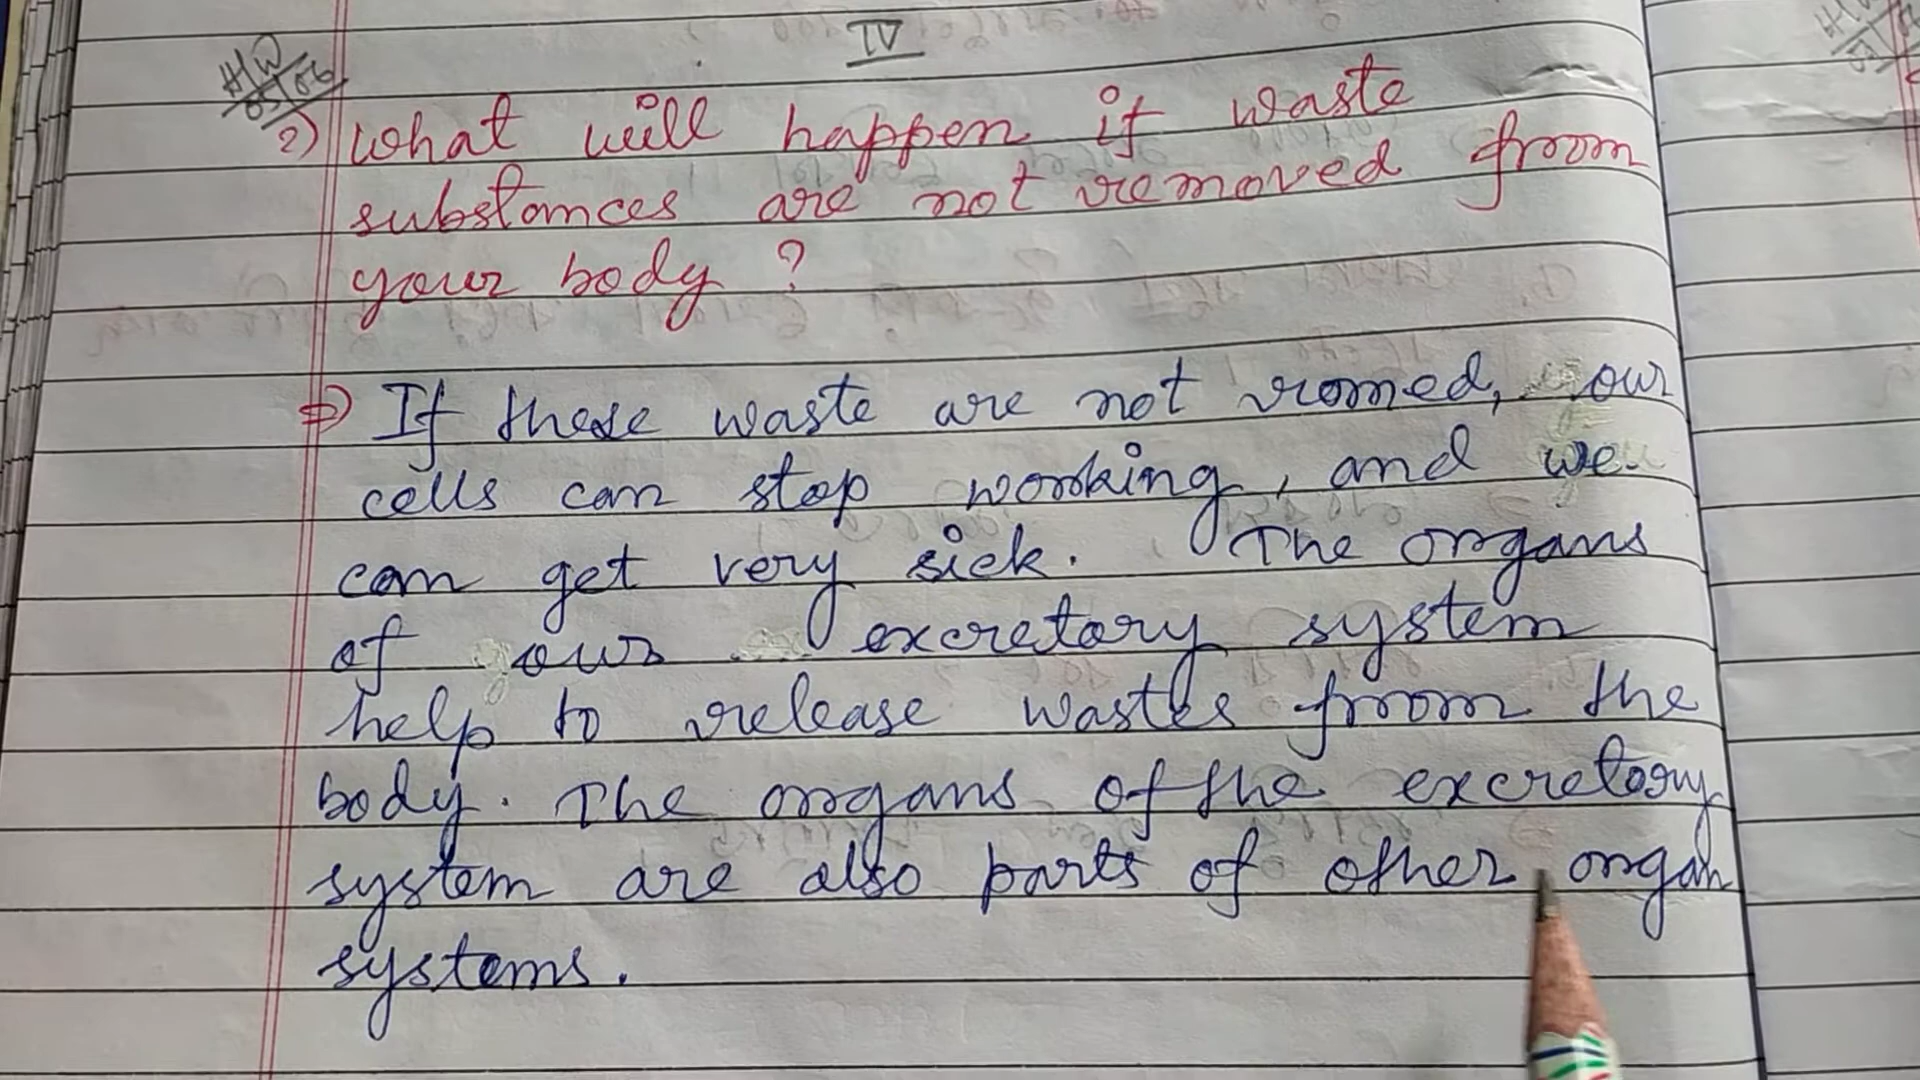 IV
H/W
05/06
2) What will happen if waste
substances are not removed from
your body ?
⇒) If these waste are not romed, our
cells can stop working, and we
can get very sick. The organs
of our excretory system
help to release wastes from the
body. The organs of the excretory
system are also parts of other organ
systems.